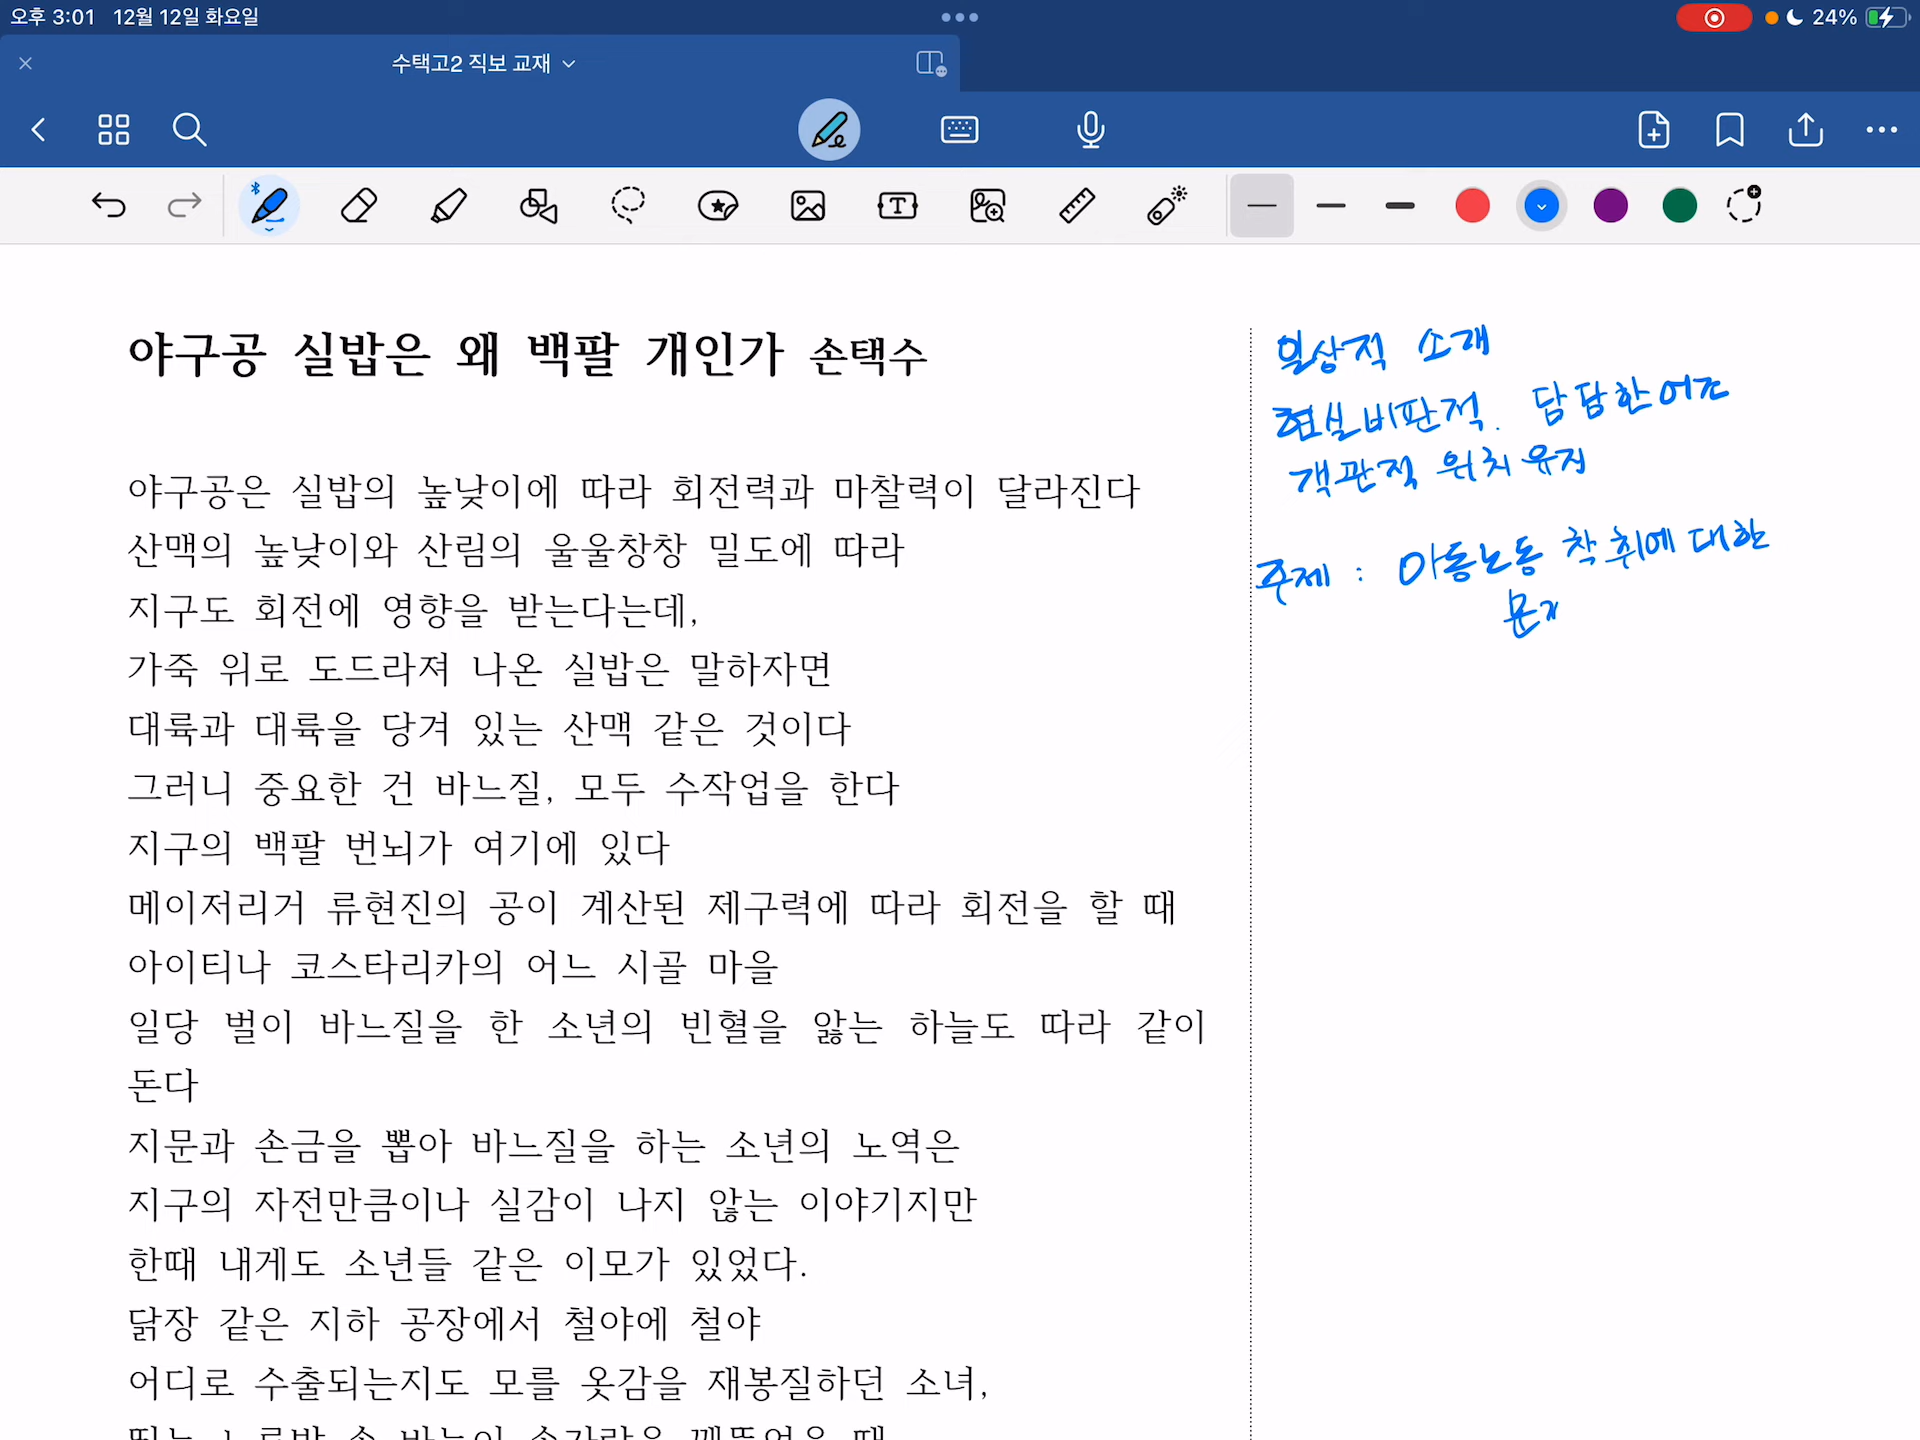 오후 3:01 12월 12일 화요일
24%
수택고2 직보 교재
야구공 실밥은 왜 백팔 개인가 손택수
야구공은 실밥의 높낮이에 따라 회전력과 마찰력이 달라진다
산맥의 높낮이와 산림의 울울창창 밀도에 따라
지구도 회전에 영향을 받는다는데,
가죽 위로 도드라져 나온 실밥은 말하자면
대륙과 대륙을 당겨 있는 산맥 같은 것이다
그러니 중요한 건 바느질, 모두 수작업을 한다
지구의 백팔 번뇌가 여기에 있다
메이저리거 류현진의 공이 계산된 제구력에 따라 회전을 할 때
아이티나 코스타리카의 어느 시골 마을
일당 벌이 바느질을 한 소년의 빈혈을 앓는 하늘도 따라 같이
돈다
지문과 손금을 뽑아 바느질을 하는 소년의 노역은
지구의 자전만큼이나 실감이 나지 않는 이야기지만
한때 내게도 소년들 같은 이모가 있었다.
닭장 같은 지하 공장에서 철야에 철야
어디로 수출되는지도 모를 옷감을 재봉질하던 소녀,
일상적 소재
현실비판적. 담담한 어조
객관적 위치 유지
주제 : 아동노동 착취에 대한
문ㅈ